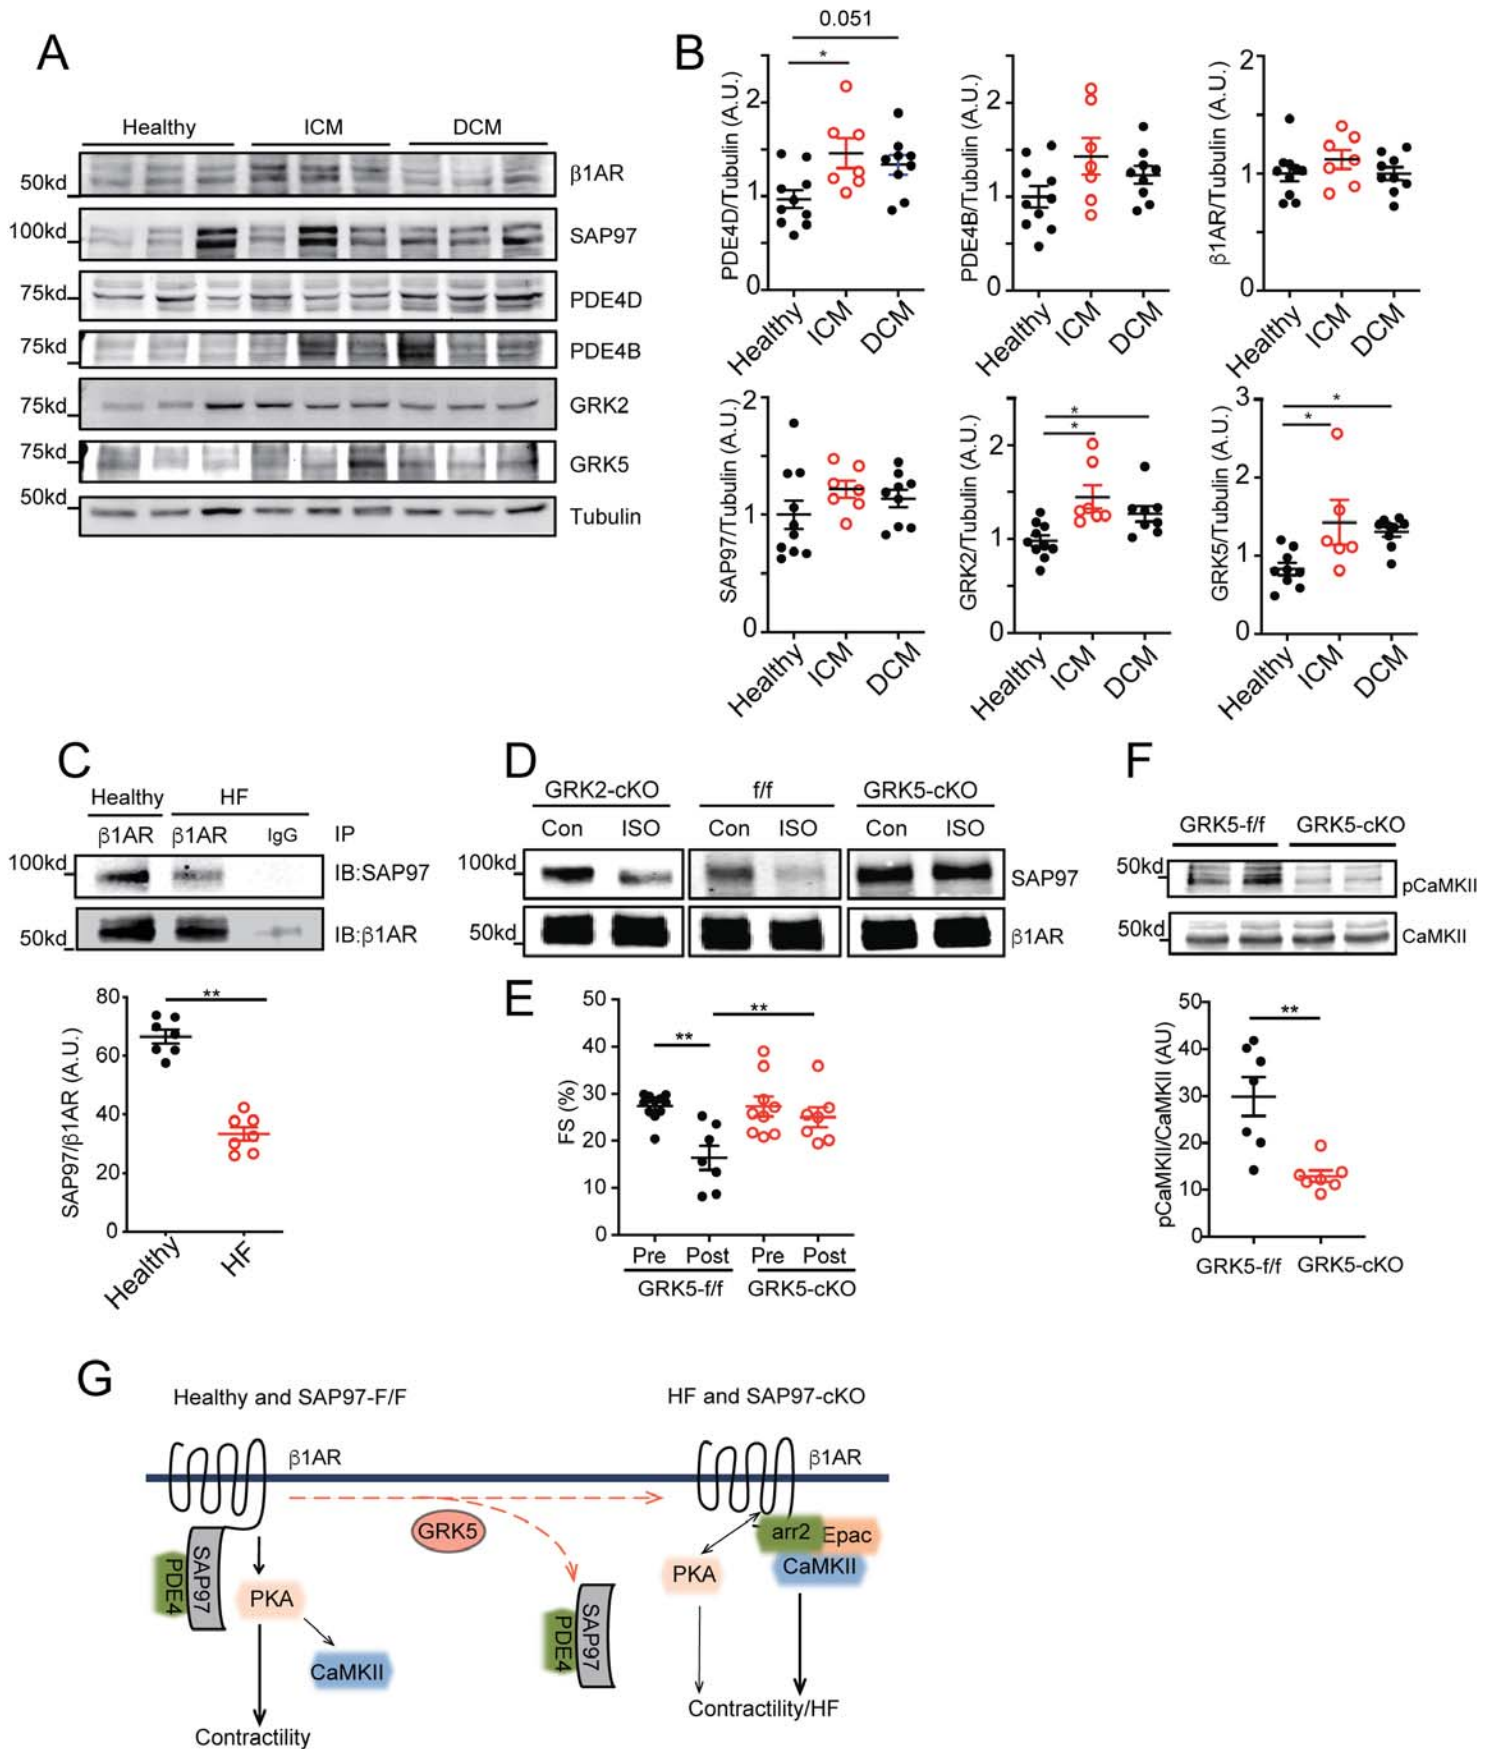 A
Healthy ICM DCM
50kd β1AR
100kd SAP97
75kd PDE4D
75kd PDE4B
75kd GRK2
75kd GRK5
50kd Tubulin
B
0.051
*
PDE4D/Tubulin (A.U.)
2
1
0
Healthy ICM DCM
PDE4B/Tubulin (A.U.)
2
1
0
Healthy ICM DCM
β1AR/Tubulin (A.U.)
2
1
0
Healthy ICM DCM
SAP97/Tubulin (A.U.)
2
1
0
Healthy ICM DCM
*
*
GRK2/Tubulin (A.U.)
2
1
0
Healthy ICM DCM
*
*
GRK5/Tubulin (A.U.)
3
2
1
0
Healthy ICM DCM
C
Healthy HF
β1AR β1AR IgG IP
100kd IB:SAP97
50kd IB:β1AR
**
SAP97/β1AR (A.U.)
80
60
40
20
0
Healthy HF
D
GRK2-cKO f/f GRK5-cKO
Con ISO Con ISO Con ISO
100kd SAP97
50kd β1AR
E
** **
FS (%)
50
40
30
20
10
0
Pre Post Pre Post
GRK5-f/f GRK5-cKO
F
GRK5-f/f GRK5-cKO
50kd pCaMKII
50kd CaMKII
**
pCaMKII/CaMKII (AU)
50
40
30
20
10
0
GRK5-f/f GRK5-cKO
G
Healthy and SAP97-F/F HF and SAP97-cKO
β1AR β1AR
GRK5
arr2 Epac
CaMKII
PDE4 SAP97 PKA
PKA
PDE4 SAP97
CaMKII
Contractility/HF
Contractility